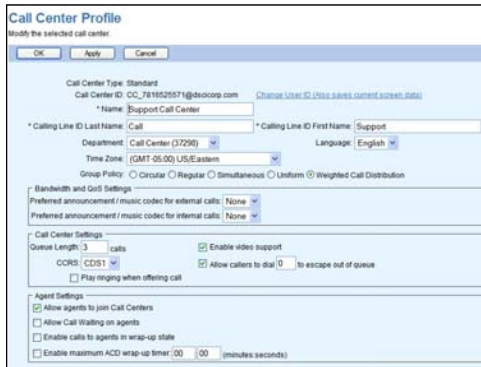 Call Center Profile
Modify the selected call center.
OK Apply Cancel
Call Center Type: Standard
Call Center ID: CC_7816525571@dscicorp.com Change User ID (Also saves current screen data)
* Name: Support Call Center
* Calling Line ID Last Name: Call * Calling Line ID First Name: Support
Department: Call Center (37298) Language: English
Time Zone: (GMT-05:00) US/Eastern
Group Policy: Circular Regular Simultaneous Uniform Weighted Call Distribution
Bandwidth and QoS Settings
Preferred announcement / music codec for external calls: None
Preferred announcement / music codec for internal calls: None
Call Center Settings
Queue Length: 3 calls Enable video support
CCRS: CDS1 Allow callers to dial 0 to escape out of queue
Play ringing when offering call
Agent Settings
Allow agents to join Call Centers
Allow Call Waiting on agents
Enable calls to agents in wrap-up state
Enable maximum ACD wrap-up timer: 00 : 00 (minutes:seconds)